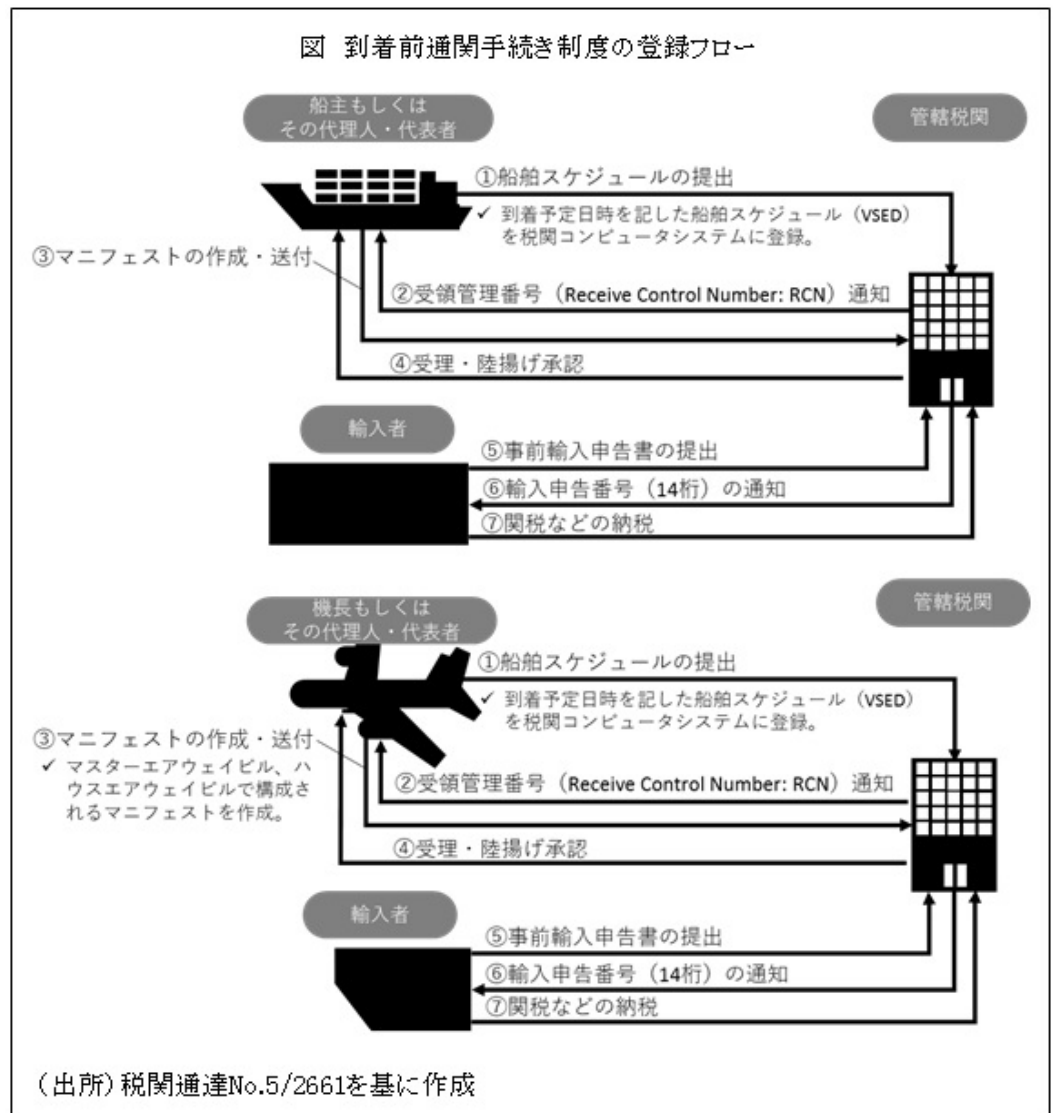 図 到着前通関手続き制度の登録フロー
船主もしくは
その代理人・代表者
管轄税関
①船舶スケジュールの提出
✓ 到着予定日時を記した船舶スケジュール（VSED）
を税関コンピュータシステムに登録。
③マニフェストの作成・送付
②受領管理番号（Receive Control Number: RCN）通知
④受理・陸揚げ承認
輸入者
⑤事前輸入申告書の提出
⑥輸入申告番号（14桁）の通知
⑦関税などの納税
機長もしくは
その代理人・代表者
管轄税関
①船舶スケジュールの提出
✓ 到着予定日時を記した船舶スケジュール（VSED）
を税関コンピュータシステムに登録。
③マニフェストの作成・送付
✓ マスターエアウェイビル、ハ
ウスエアウェイビルで構成さ
れるマニフェストを作成。
②受領管理番号（Receive Control Number: RCN）通知
④受理・陸揚げ承認
輸入者
⑤事前輸入申告書の提出
⑥輸入申告番号（14桁）の通知
⑦関税などの納税
（出所）税関通達No.5/2661を基に作成